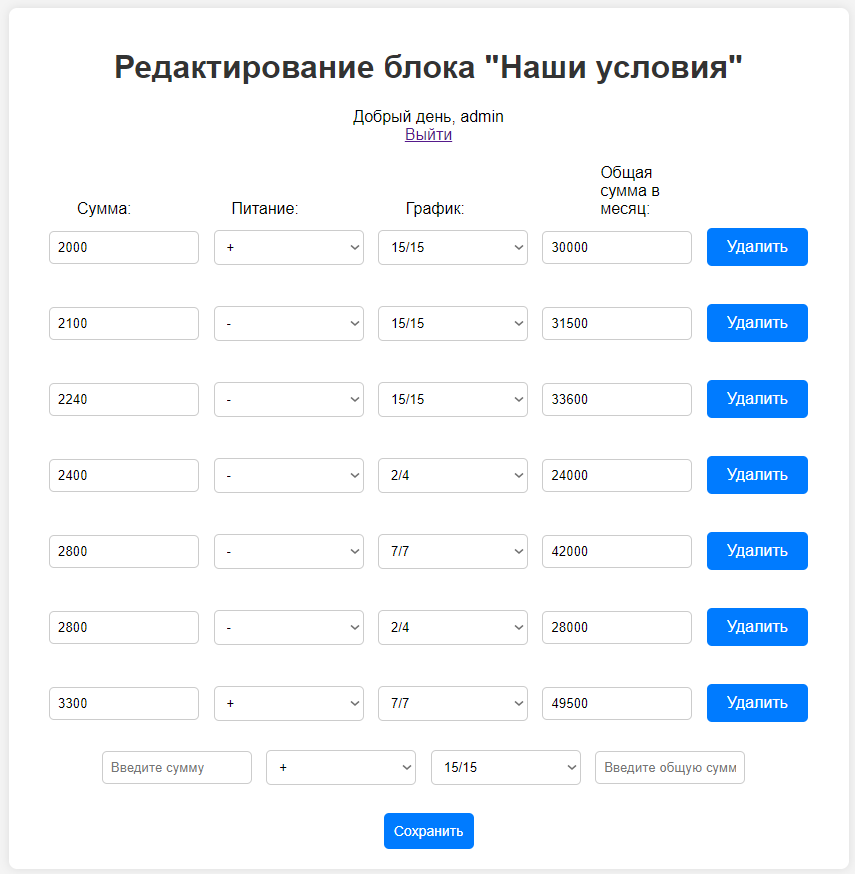 Редактирование блока "Наши условия"
Добрый день, admin
Выйти
Сумма: Питание: График: Общая
сумма в
месяц:
2000 + 15/15 30000 Удалить
2100 - 15/15 31500 Удалить
2240 - 15/15 33600 Удалить
2400 - 2/4 24000 Удалить
2800 - 7/7 42000 Удалить
2800 - 2/4 28000 Удалить
3300 + 7/7 49500 Удалить
Введите сумму + 15/15 Введите общую сумм
Сохранить